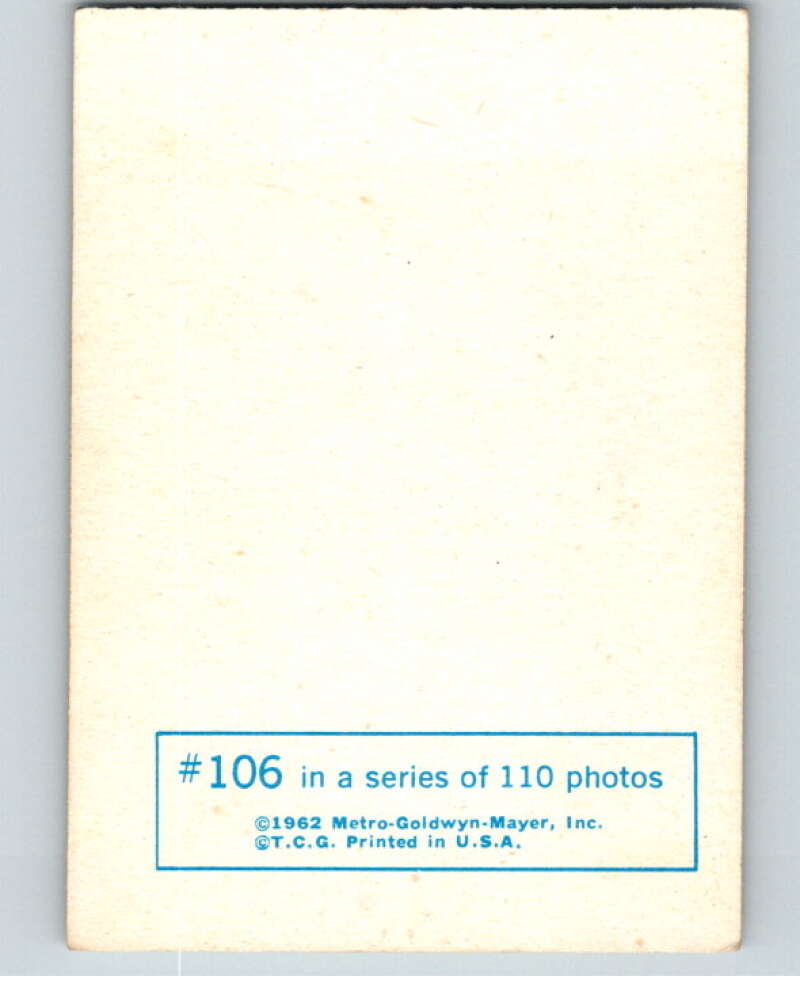 #106 in a series of 110 photos
©1962 Metro-Goldwyn-Mayer, Inc.
©T.C.G. Printed in U.S.A.